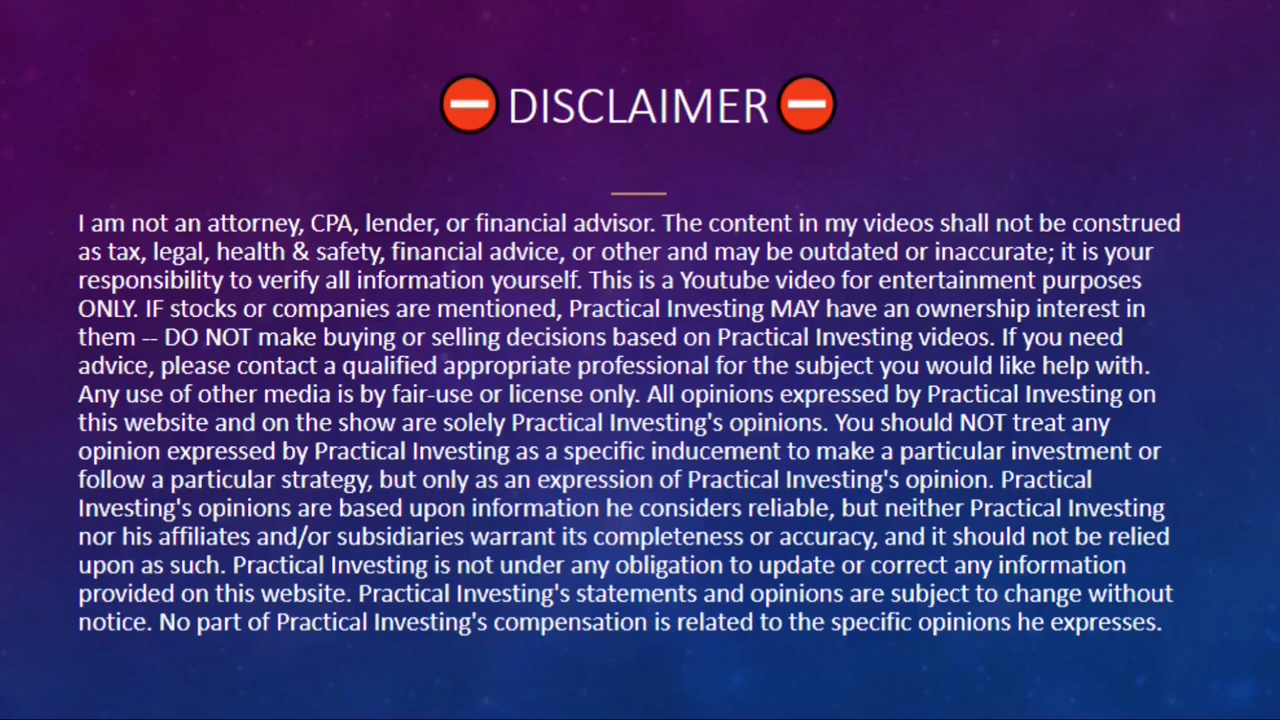 ⛔ DISCLAIMER ⛔
I am not an attorney, CPA, lender, or financial advisor. The content in my videos shall not be construed
as tax, legal, health & safety, financial advice, or other and may be outdated or inaccurate; it is your
responsibility to verify all information yourself. This is a Youtube video for entertainment purposes
ONLY. IF stocks or companies are mentioned, Practical Investing MAY have an ownership interest in
them -- DO NOT make buying or selling decisions based on Practical Investing videos. If you need
advice, please contact a qualified appropriate professional for the subject you would like help with.
Any use of other media is by fair-use or license only. All opinions expressed by Practical Investing on
this website and on the show are solely Practical Investing's opinions. You should NOT treat any
opinion expressed by Practical Investing as a specific inducement to make a particular investment or
follow a particular strategy, but only as an expression of Practical Investing's opinion. Practical
Investing's opinions are based upon information he considers reliable, but neither Practical Investing
nor his affiliates and/or subsidiaries warrant its completeness or accuracy, and it should not be relied
upon as such. Practical Investing is not under any obligation to update or correct any information
provided on this website. Practical Investing's statements and opinions are subject to change without
notice. No part of Practical Investing's compensation is related to the specific opinions he expresses.